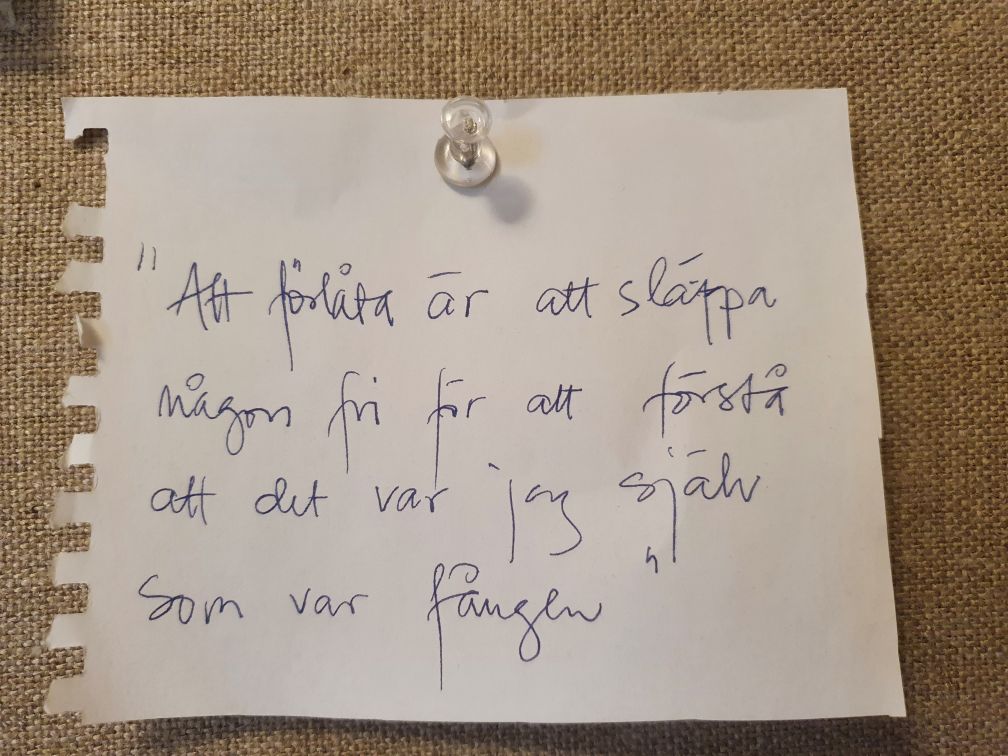 "Att förlåta är att släppa
någon fri för att förstå
att det var jag själv
som var fången"